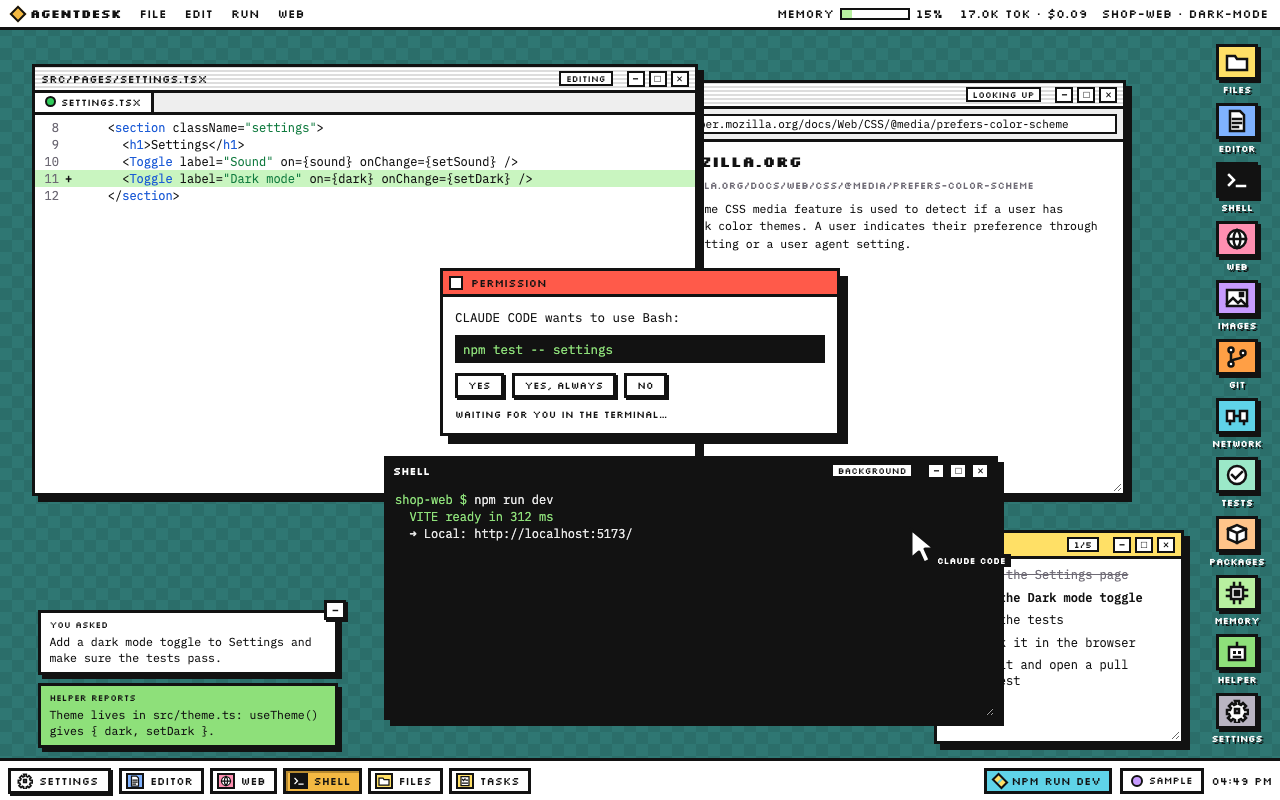 AGENTDESK FILE EDIT RUN WEB
MEMORY 15% 17.0K TOK · $0.09 SHOP-WEB · DARK-MODE
SRC/PAGES/SETTINGS.TSX EDITING
SETTINGS.TSX
8 <section className="settings">
9 <h1>Settings</h1>
10 <Toggle label="Sound" on={sound} onChange={setSound} />
11 + <Toggle label="Dark mode" on={dark} onChange={setDark} />
12 </section>
LOOKING UP
per.mozilla.org/docs/Web/CSS/@media/prefers-color-scheme
ZILLA.ORG
LA.ORG/DOCS/WEB/CSS/@MEDIA/PREFERS-COLOR-SCHEME
me CSS media feature is used to detect if a user has
k color themes. A user indicates their preference through
tting or a user agent setting.
PERMISSION
CLAUDE CODE wants to use Bash:
npm test -- settings
YES YES, ALWAYS NO
WAITING FOR YOU IN THE TERMINAL…
SHELL BACKGROUND
shop-web $ npm run dev
VITE ready in 312 ms
➜ Local: http://localhost:5173/
CLAUDE CODE
1/5
the Settings page
the Dark mode toggle
the tests
it in the browser
it and open a pull
est
YOU ASKED
Add a dark mode toggle to Settings and
make sure the tests pass.
HELPER REPORTS
Theme lives in src/theme.ts: useTheme()
gives { dark, setDark }.
FILES
EDITOR
SHELL
WEB
IMAGES
GIT
NETWORK
TESTS
PACKAGES
MEMORY
HELPER
SETTINGS
SETTINGS EDITOR WEB SHELL FILES TASKS
NPM RUN DEV SAMPLE 04:49 PM